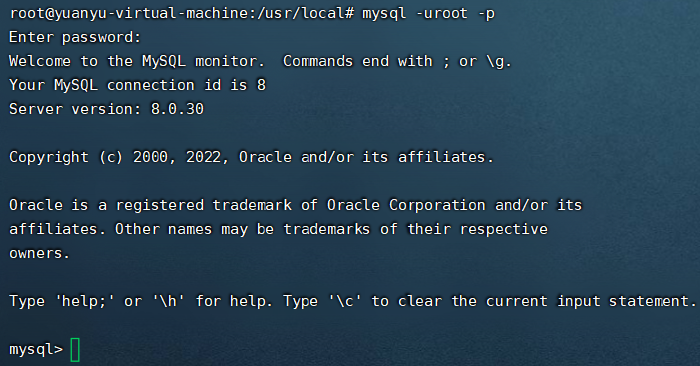 root@yuanyu-virtual-machine:/usr/local# mysql -uroot -p
Enter password:
Welcome to the MySQL monitor.  Commands end with ; or \g.
Your MySQL connection id is 8
Server version: 8.0.30
Copyright (c) 2000, 2022, Oracle and/or its affiliates.
Oracle is a registered trademark of Oracle Corporation and/or its
affiliates. Other names may be trademarks of their respective
owners.
Type 'help;' or '\h' for help. Type '\c' to clear the current input statement.
mysql>